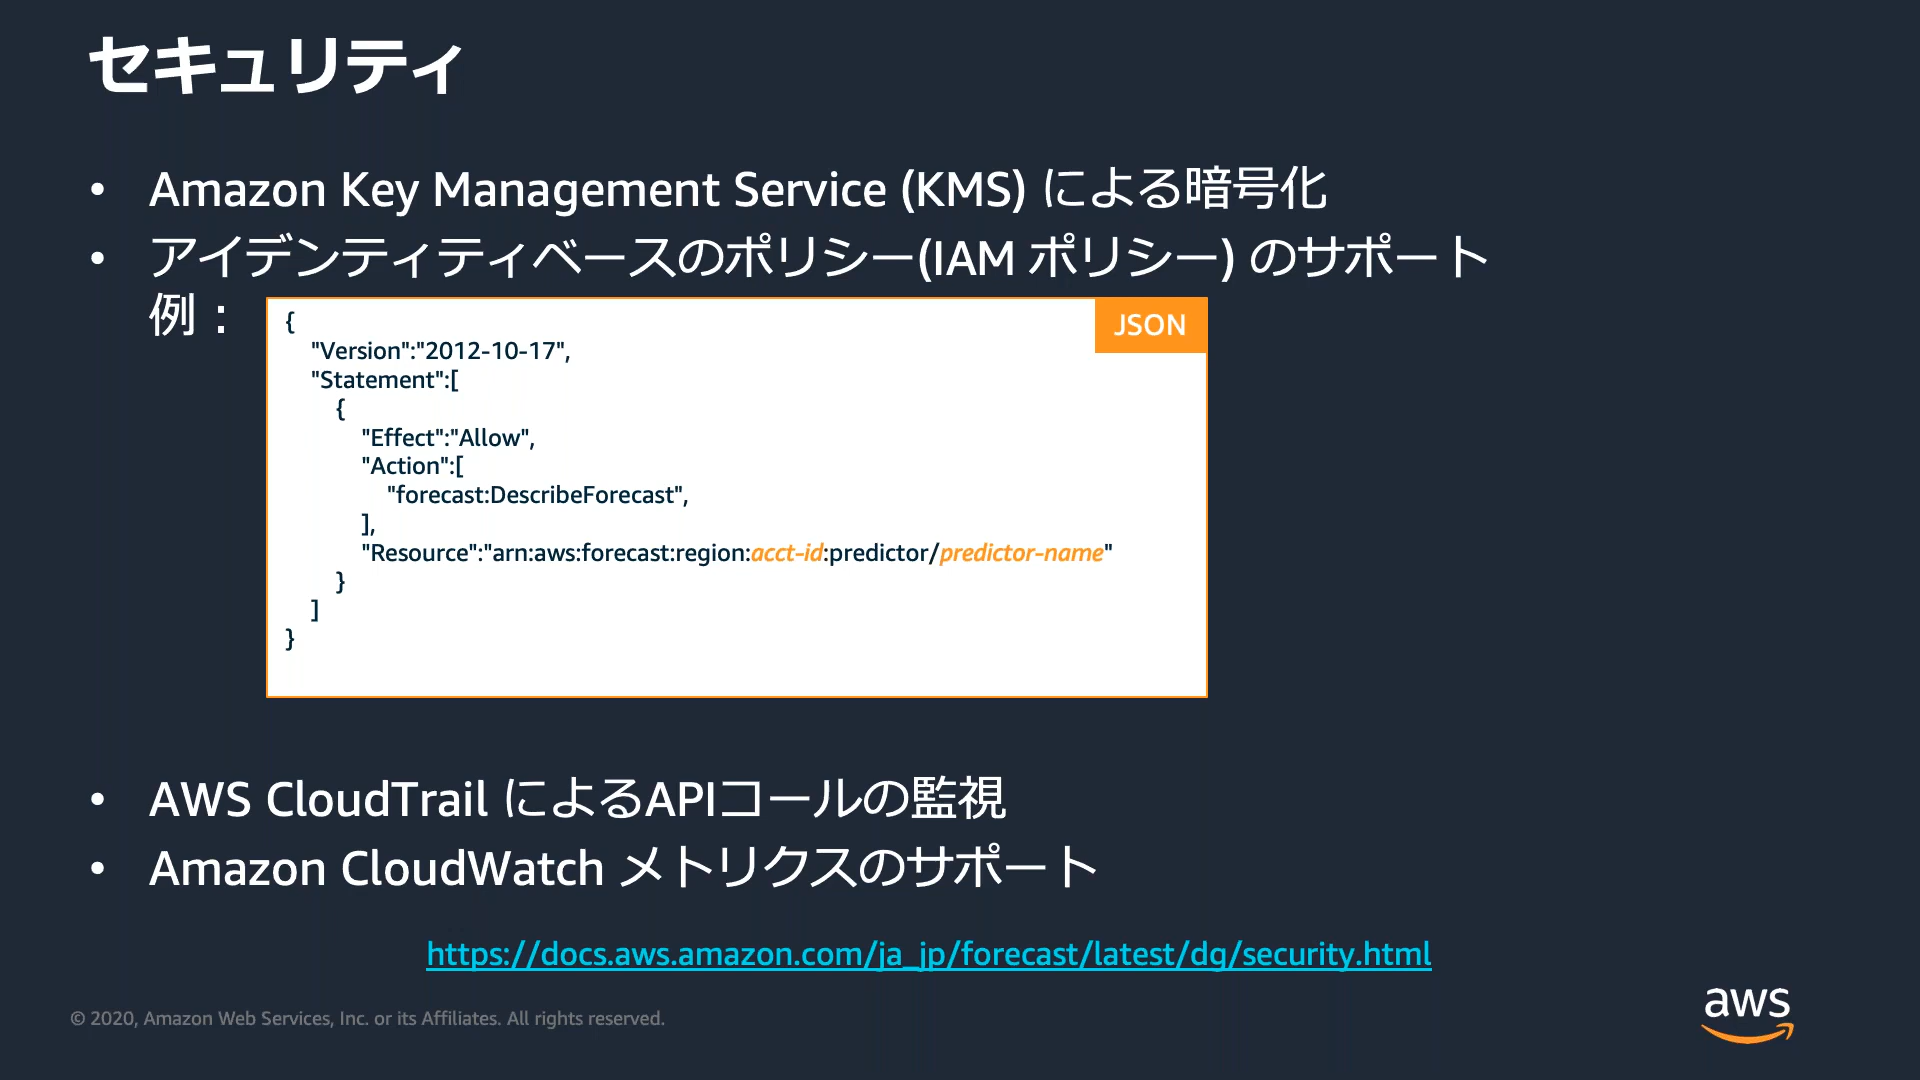 セキュリティ
• Amazon Key Management Service (KMS) による暗号化
• アイデンティティベースのポリシー(IAM ポリシー) のサポート
例：
JSON
{
"Version":"2012-10-17",
"Statement":[
{
"Effect":"Allow",
"Action":[
"forecast:DescribeForecast",
],
"Resource":"arn:aws:forecast:region:acct-id:predictor/predictor-name"
}
]
}
• AWS CloudTrail によるAPIコールの監視
• Amazon CloudWatch メトリクスのサポート
https://docs.aws.amazon.com/ja_jp/forecast/latest/dg/security.html
© 2020, Amazon Web Services, Inc. or its Affiliates. All rights reserved.
aws